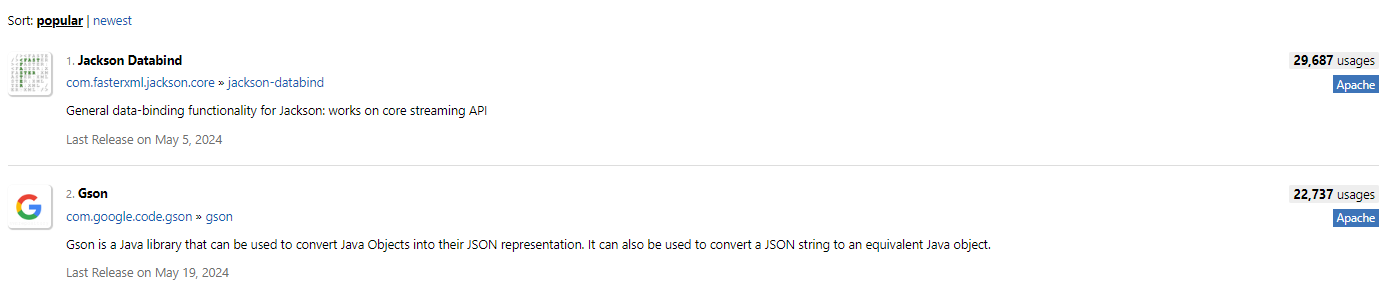 Sort: popular | newest
1. Jackson Databind
29,687 usages
com.fasterxml.jackson.core » jackson-databind
Apache
General data-binding functionality for Jackson: works on core streaming API
Last Release on May 5, 2024
2. Gson
22,737 usages
com.google.code.gson » gson
Apache
Gson is a Java library that can be used to convert Java Objects into their JSON representation. It can also be used to convert a JSON string to an equivalent Java object.
Last Release on May 19, 2024